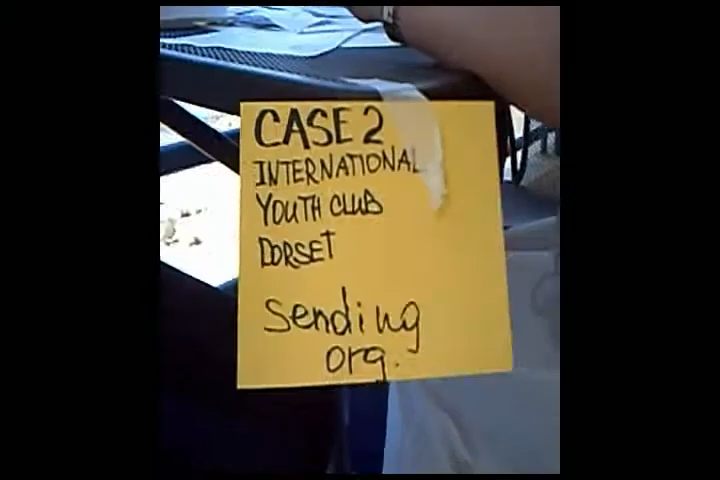 CASE 2
INTERNATIONAL
YOUTH CLUB
DORSET
Sending
org.